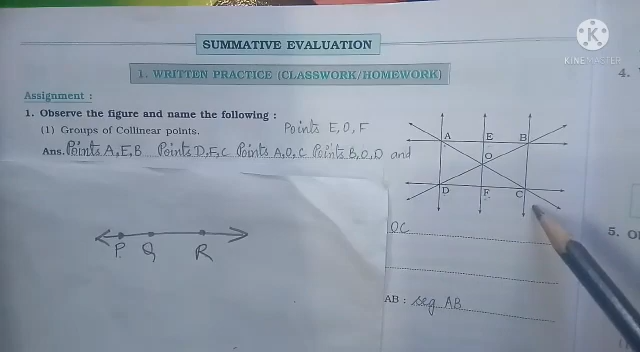 K
KINEMASTER
SUMMATIVE EVALUATION
1. WRITTEN PRACTICE (CLASSWORK/HOMEWORK)
4.
Assignment :
1. Observe the figure and name the following :
(1) Groups of Collinear points. Points E, O, F
Ans. Points A, E, B Points D, F, C Points A, O, C Points B, O, D and
A E B
O
D F C
OC
5. O
P Q R
AB : seg AB